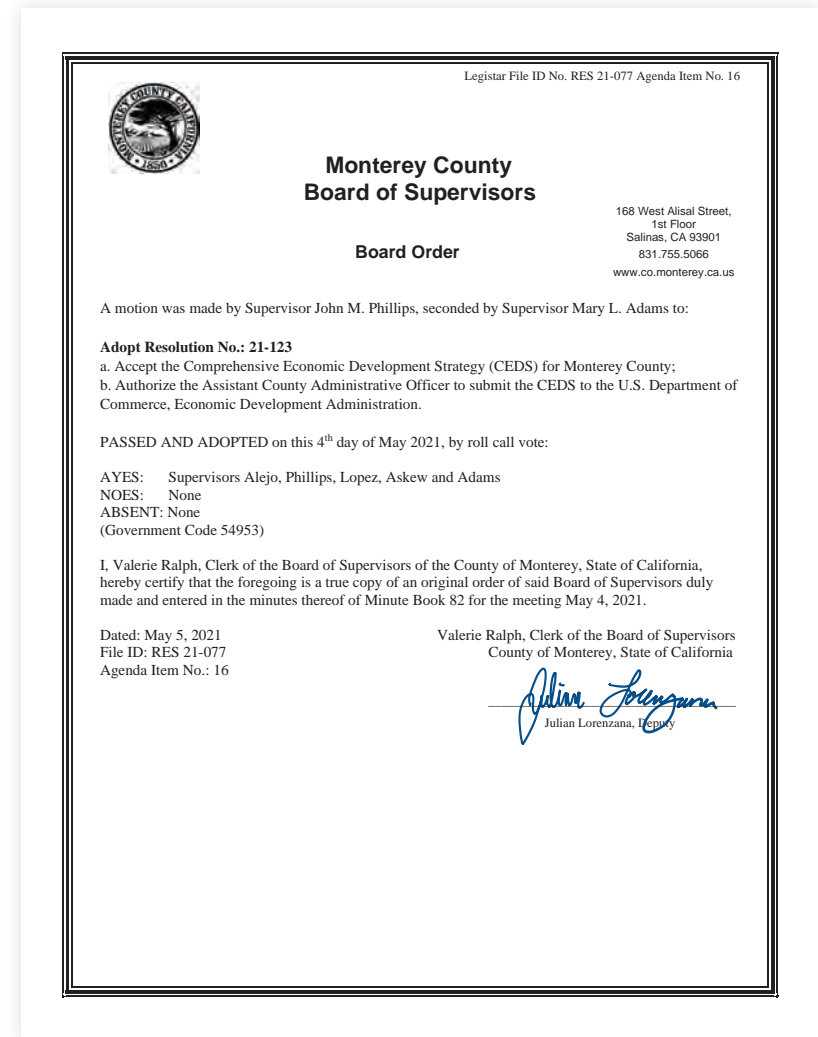 Legistar File ID No. RES 21-077 Agenda Item No. 16
MONTEREY COUNTY CALIFORNIA
1850
Monterey County
Board of Supervisors
168 West Alisal Street,
1st Floor
Salinas, CA 93901
831.755.5066
www.co.monterey.ca.us
Board Order
A motion was made by Supervisor John M. Phillips, seconded by Supervisor Mary L. Adams to:
Adopt Resolution No.: 21-123
a. Accept the Comprehensive Economic Development Strategy (CEDS) for Monterey County;
b. Authorize the Assistant County Administrative Officer to submit the CEDS to the U.S. Department of
Commerce, Economic Development Administration.
PASSED AND ADOPTED on this 4th day of May 2021, by roll call vote:
AYES: Supervisors Alejo, Phillips, Lopez, Askew and Adams
NOES: None
ABSENT: None
(Government Code 54953)
I, Valerie Ralph, Clerk of the Board of Supervisors of the County of Monterey, State of California,
hereby certify that the foregoing is a true copy of an original order of said Board of Supervisors duly
made and entered in the minutes thereof of Minute Book 82 for the meeting May 4, 2021.
Dated: May 5, 2021
File ID: RES 21-077
Agenda Item No.: 16
Valerie Ralph, Clerk of the Board of Supervisors
County of Monterey, State of California
Julian Lorenzana
Julian Lorenzana, Deputy